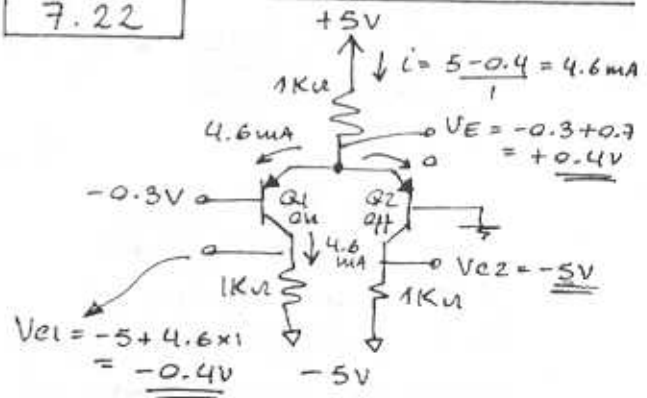 7.22
+5V
i = 5-0.4 / 1 = 4.6mA
1KΩ
4.6mA
VE = -0.3+0.7
= +0.4V
0
-0.3V
Q1
on
Q2
off
4.6
mA
VC2 = -5V
1KΩ
1KΩ
VC1 = -5 + 4.6×1
= -0.4V
-5V